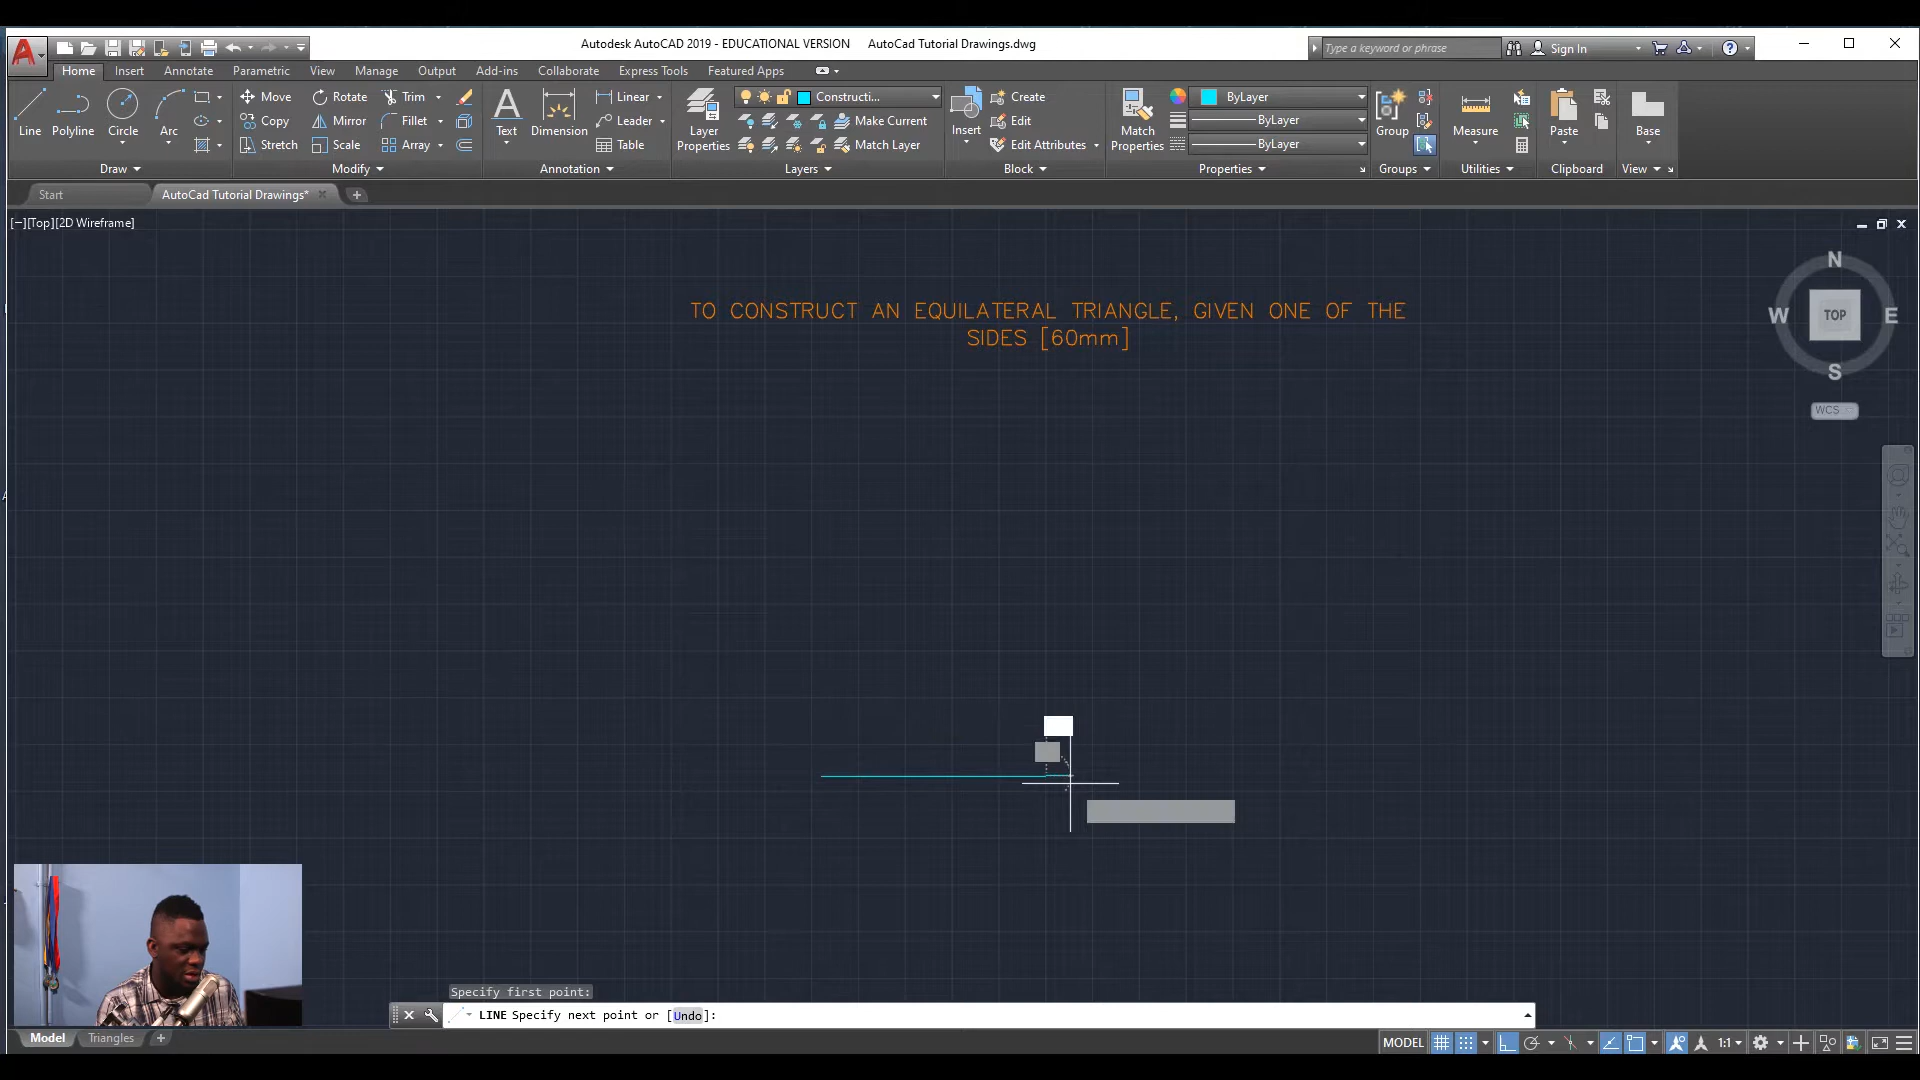 Autodesk AutoCAD 2019 - EDUCATIONAL VERSION AutoCad Tutorial Drawings.dwg
Type a keyword or phrase
Sign In
Home Insert Annotate Parametric View Manage Output Add-ins Collaborate Express Tools Featured Apps
Line Polyline Circle Arc
Move Rotate Trim
Copy Mirror Fillet
Stretch Scale Array
Text Dimension
Linear
Leader
Table
Layer Properties
Constructi...
Make Current
Match Layer
Insert
Create
Edit
Edit Attributes
Match Properties
ByLayer
ByLayer
ByLayer
Group
Measure
Paste
Base
Draw Modify Annotation Layers Block Properties Groups Utilities Clipboard View
Start AutoCad Tutorial Drawings*
[−][Top][2D Wireframe]
TO CONSTRUCT AN EQUILATERAL TRIANGLE, GIVEN ONE OF THE
SIDES [60mm]
N
W TOP E
S
WCS
Specify first point:
LINE Specify next point or [Undo]:
Model Triangles
MODEL 1:1